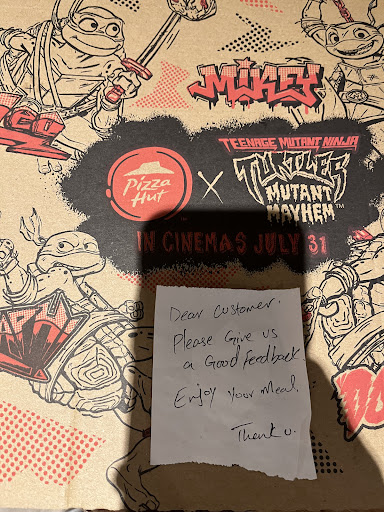 MIKEY
Pizza
Hut
X
TEENAGE MUTANT NINJA
TURTLES
MUTANT
MAYHEM™
IN CINEMAS JULY 31
Dear customer.
Please Give us
a Good feedback
Enjoy your meal.
Thank u.